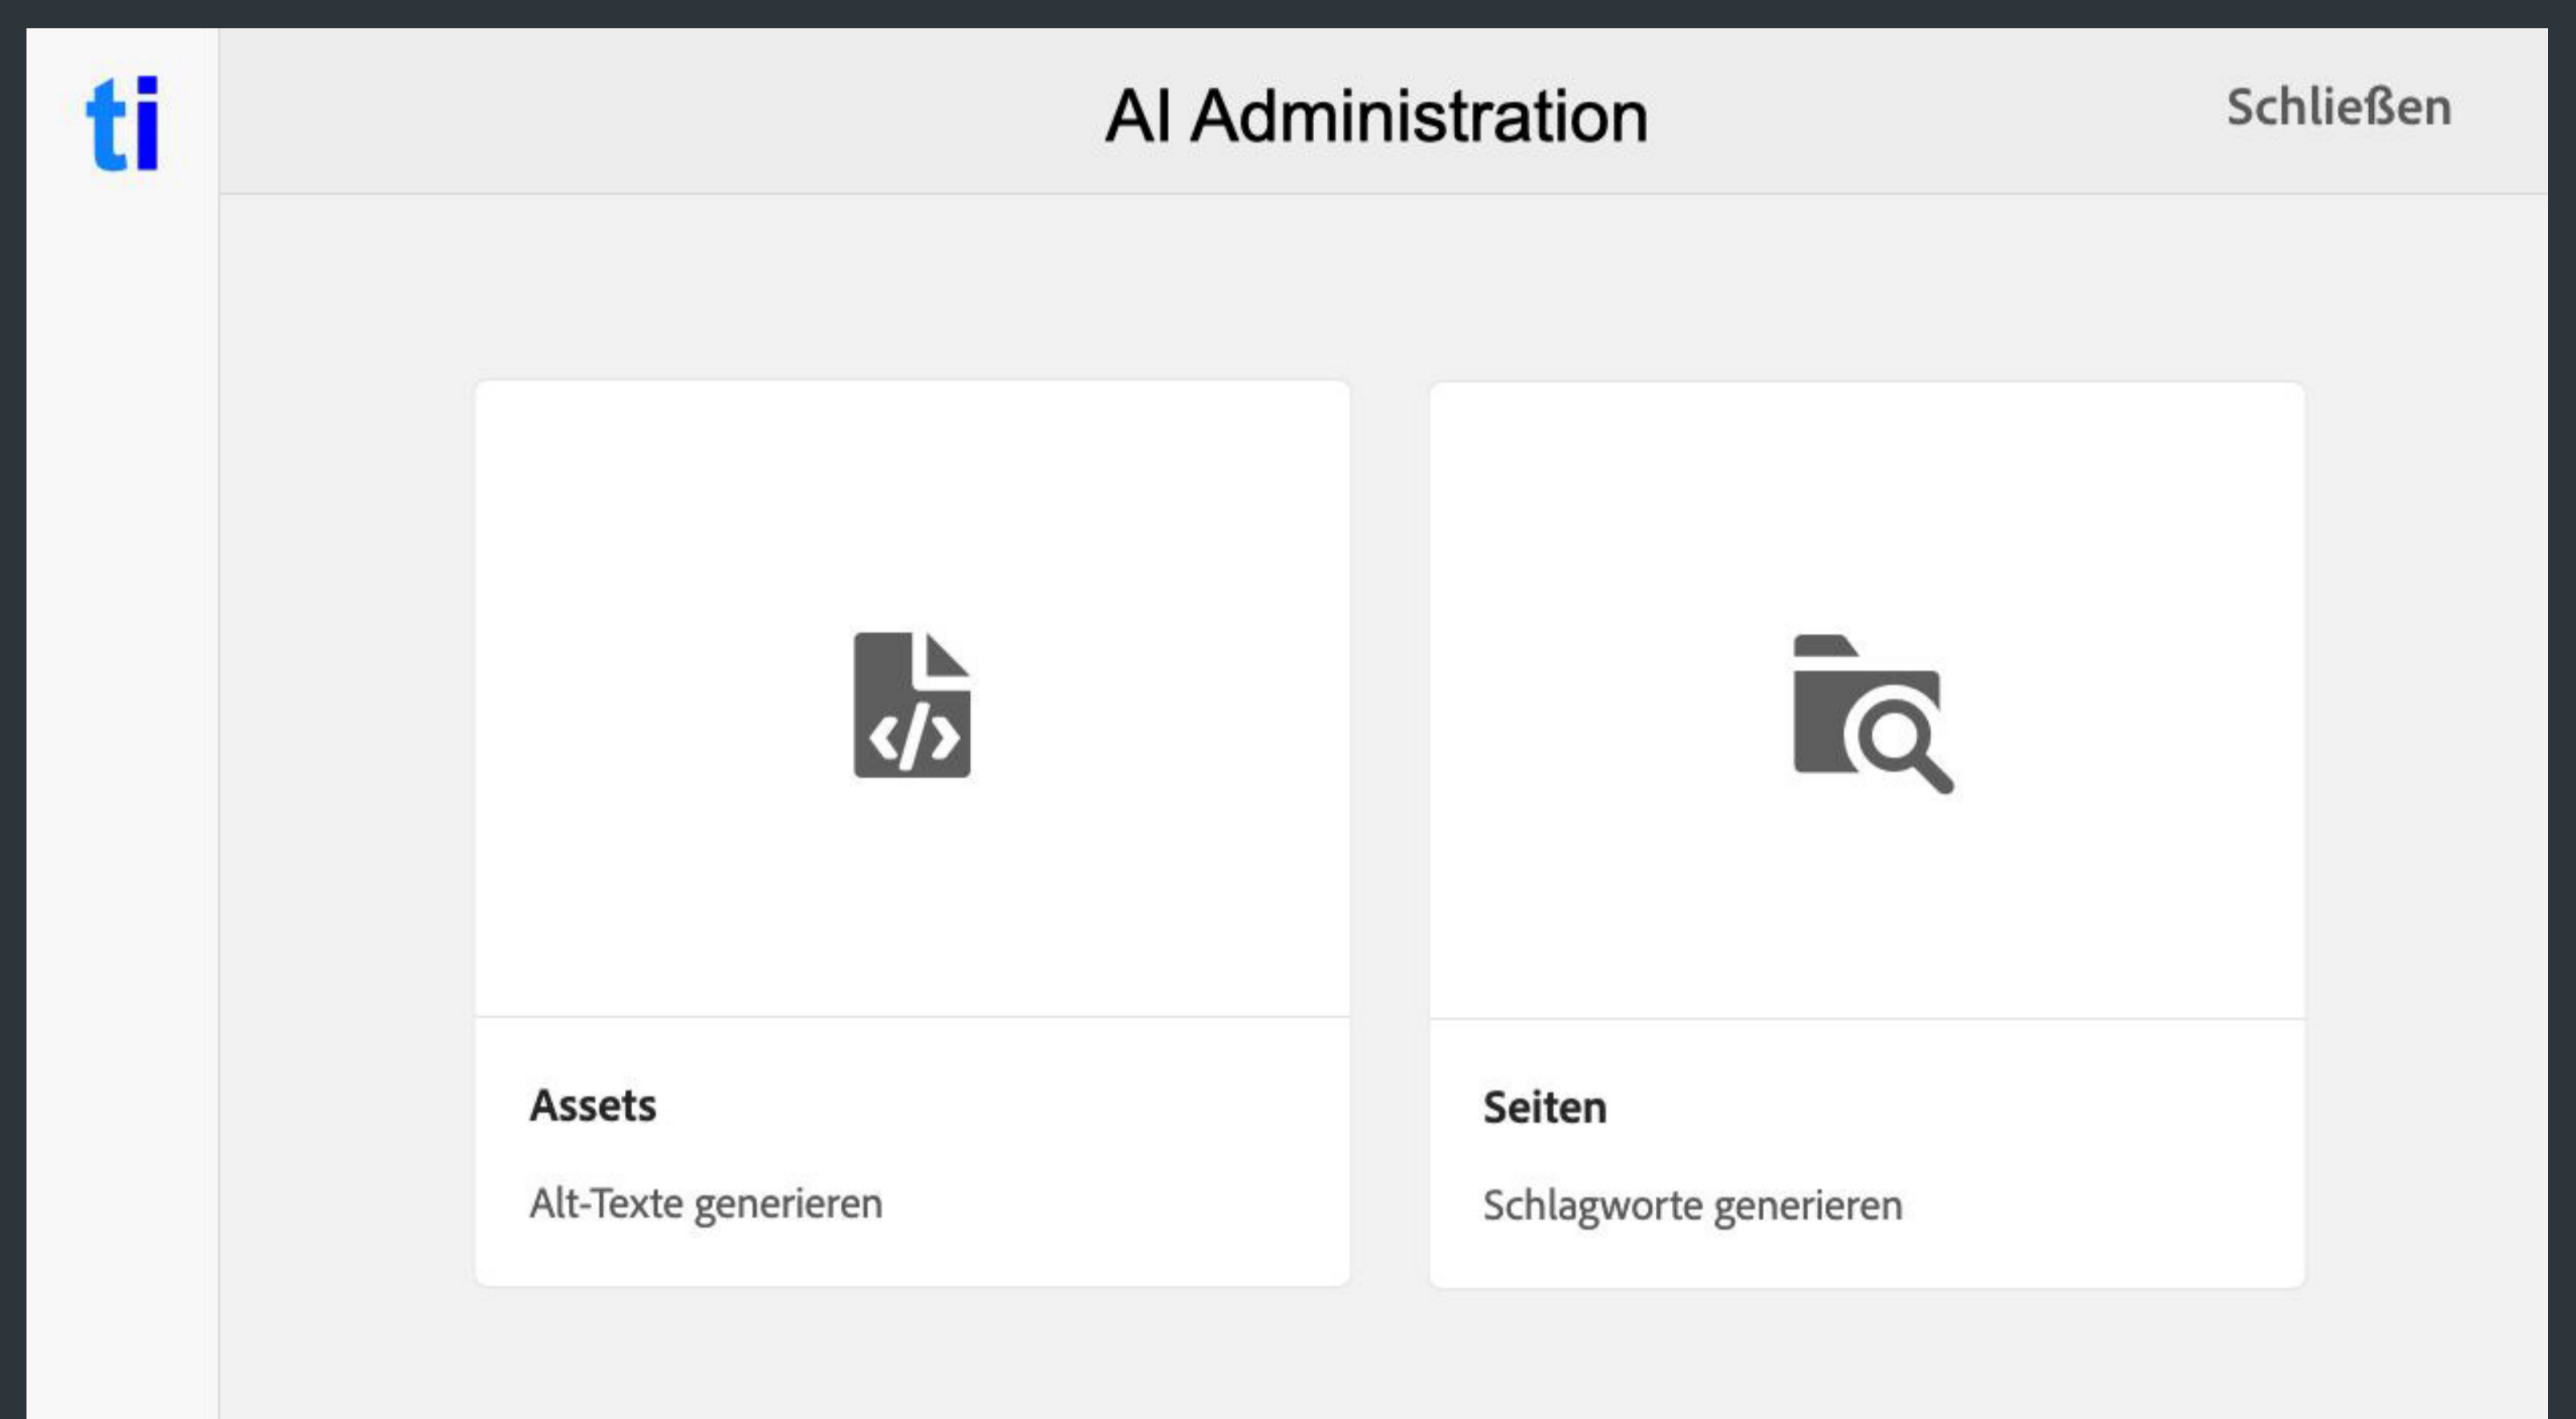 ti
AI Administration
Schließen
</>
Assets
Alt-Texte generieren
Seiten
Schlagworte generieren